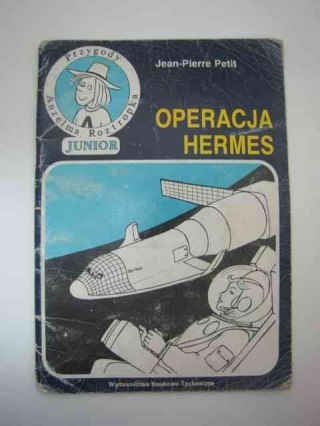 Przygody
Anzelma Roztropka
JUNIOR
Jean-Pierre Petit
OPERACJA
HERMES
Wydawnictwa Naukowo-Techniczne